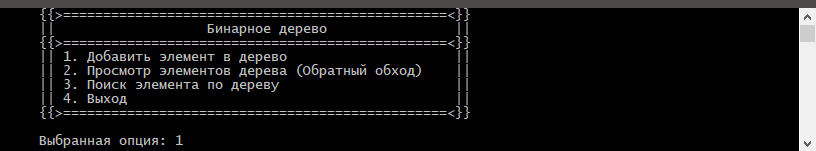 {{>================================================<}}
||                   Бинарное дерево                ||
{{>================================================<}}
|| 1. Добавить элемент в дерево                     ||
|| 2. Просмотр элементов дерева (Обратный обход)    ||
|| 3. Поиск элемента по дереву                      ||
|| 4. Выход                                         ||
{{>================================================<}}
Выбранная опция: 1